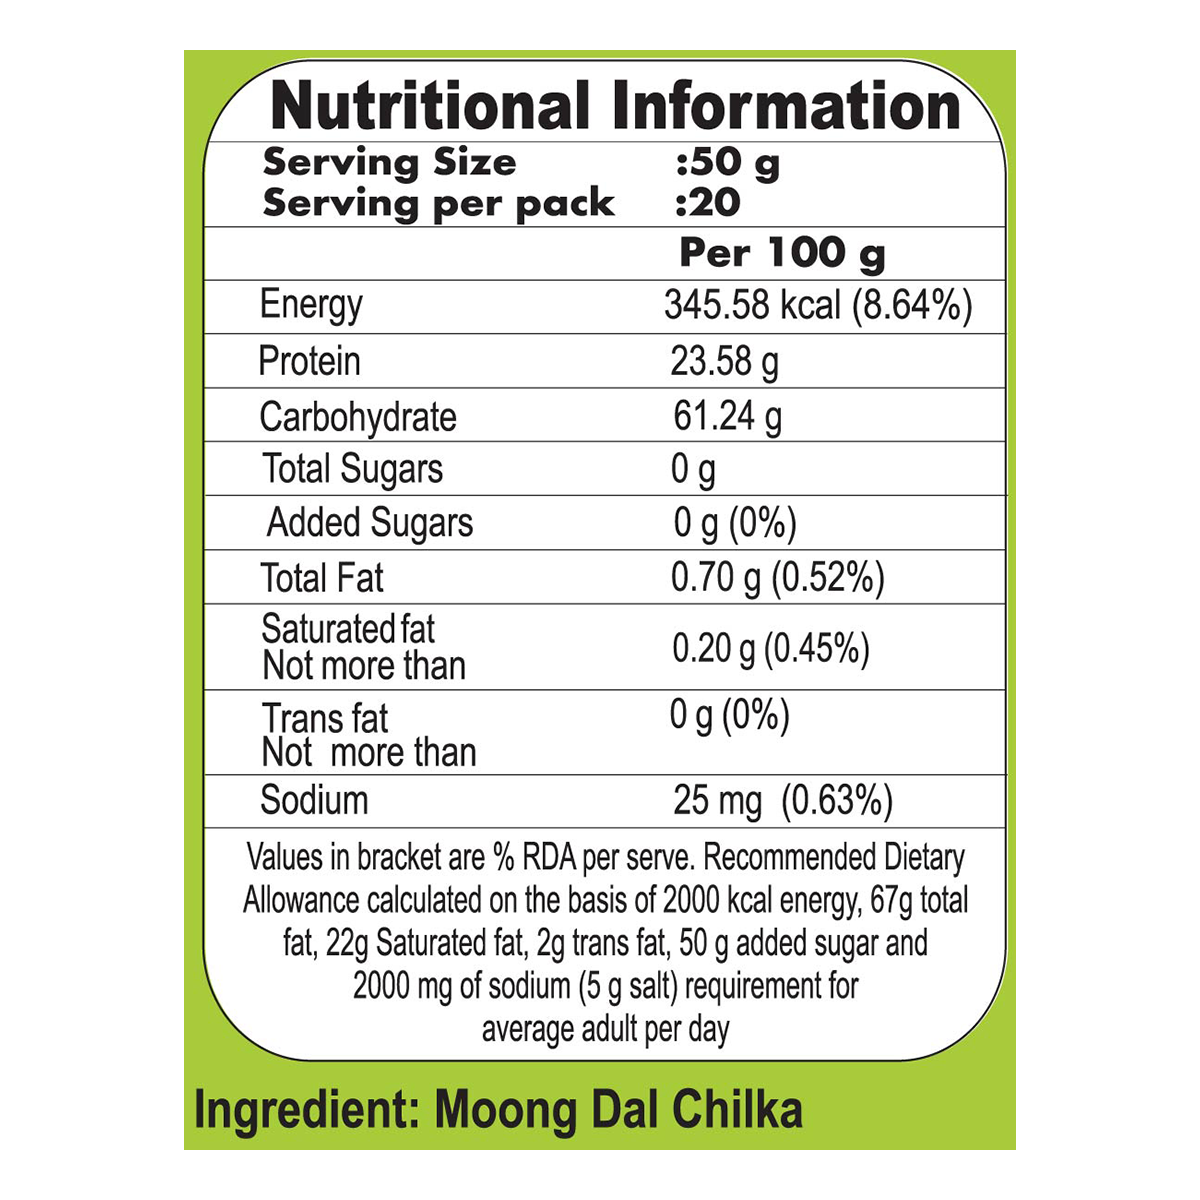 Nutritional Information
Serving Size :50 g
Serving per pack :20
Per 100 g
Energy 345.58 kcal (8.64%)
Protein 23.58 g
Carbohydrate 61.24 g
Total Sugars 0 g
Added Sugars 0 g (0%)
Total Fat 0.70 g (0.52%)
Saturated fat
Not more than 0.20 g (0.45%)
Trans fat 0 g (0%)
Not more than
Sodium 25 mg (0.63%)
Values in bracket are % RDA per serve. Recommended Dietary
Allowance calculated on the basis of 2000 kcal energy, 67g total
fat, 22g Saturated fat, 2g trans fat, 50 g added sugar and
2000 mg of sodium (5 g salt) requirement for
average adult per day
Ingredient: Moong Dal Chilka